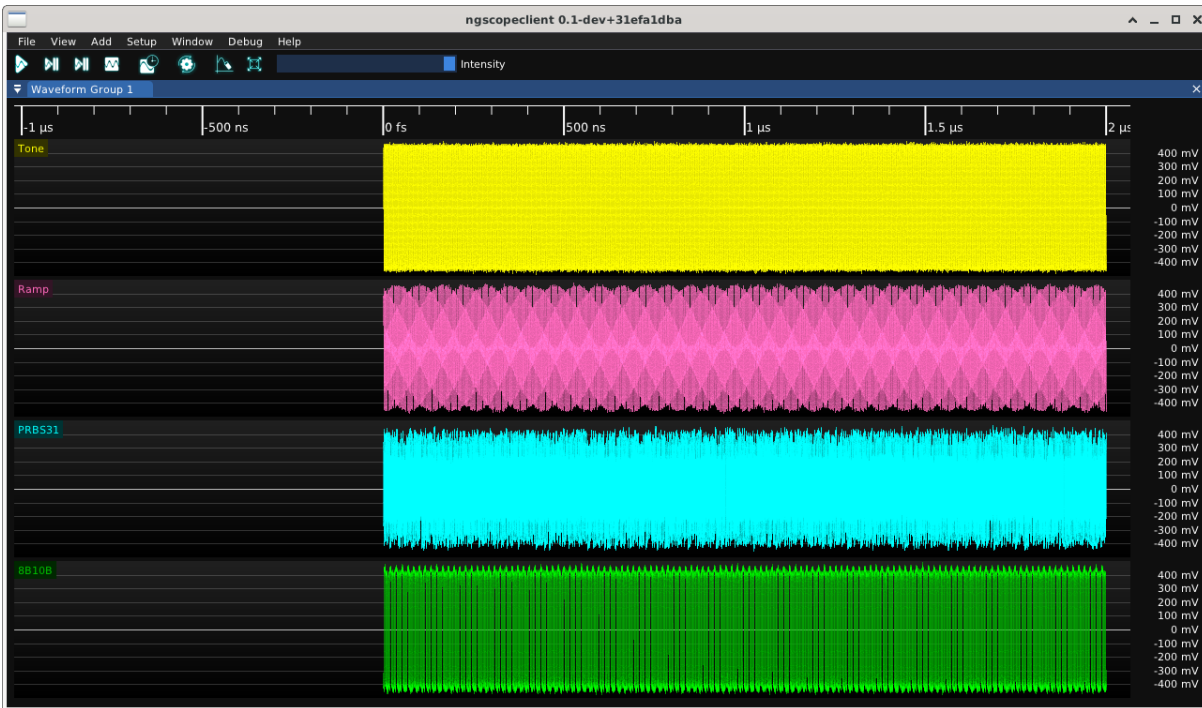 ngscopeclient 0.1-dev+31efa1dba
File View Add Setup Window Debug Help
Intensity
Waveform Group 1
-1 µs -500 ns 0 fs 500 ns 1 µs 1.5 µs 2 µs
Tone
400 mV
300 mV
200 mV
100 mV
0 mV
-100 mV
-200 mV
-300 mV
-400 mV
Ramp
400 mV
300 mV
200 mV
100 mV
0 mV
-100 mV
-200 mV
-300 mV
-400 mV
PRBS31
400 mV
300 mV
200 mV
100 mV
0 mV
-100 mV
-200 mV
-300 mV
-400 mV
8B10B
400 mV
300 mV
200 mV
100 mV
0 mV
-100 mV
-200 mV
-300 mV
-400 mV